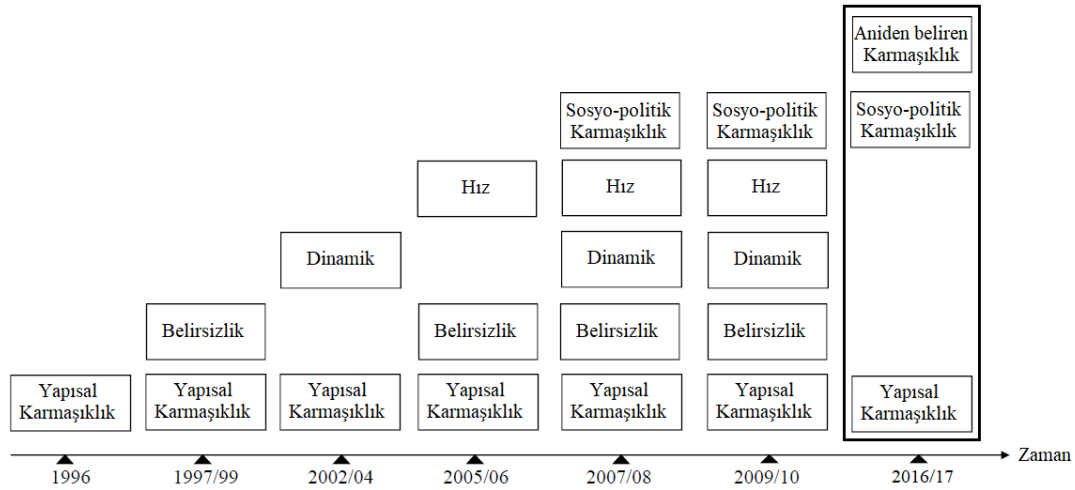 Aniden beliren
Karmaşıklık
Sosyo-politik
Karmaşıklık
Sosyo-politik
Karmaşıklık
Sosyo-politik
Karmaşıklık
Hız
Hız
Hız
Dinamik
Dinamik
Dinamik
Belirsizlik
Belirsizlik
Belirsizlik
Belirsizlik
Yapısal
Karmaşıklık
Yapısal
Karmaşıklık
Yapısal
Karmaşıklık
Yapısal
Karmaşıklık
Yapısal
Karmaşıklık
Yapısal
Karmaşıklık
Yapısal
Karmaşıklık
Zaman
1996
1997/99
2002/04
2005/06
2007/08
2009/10
2016/17